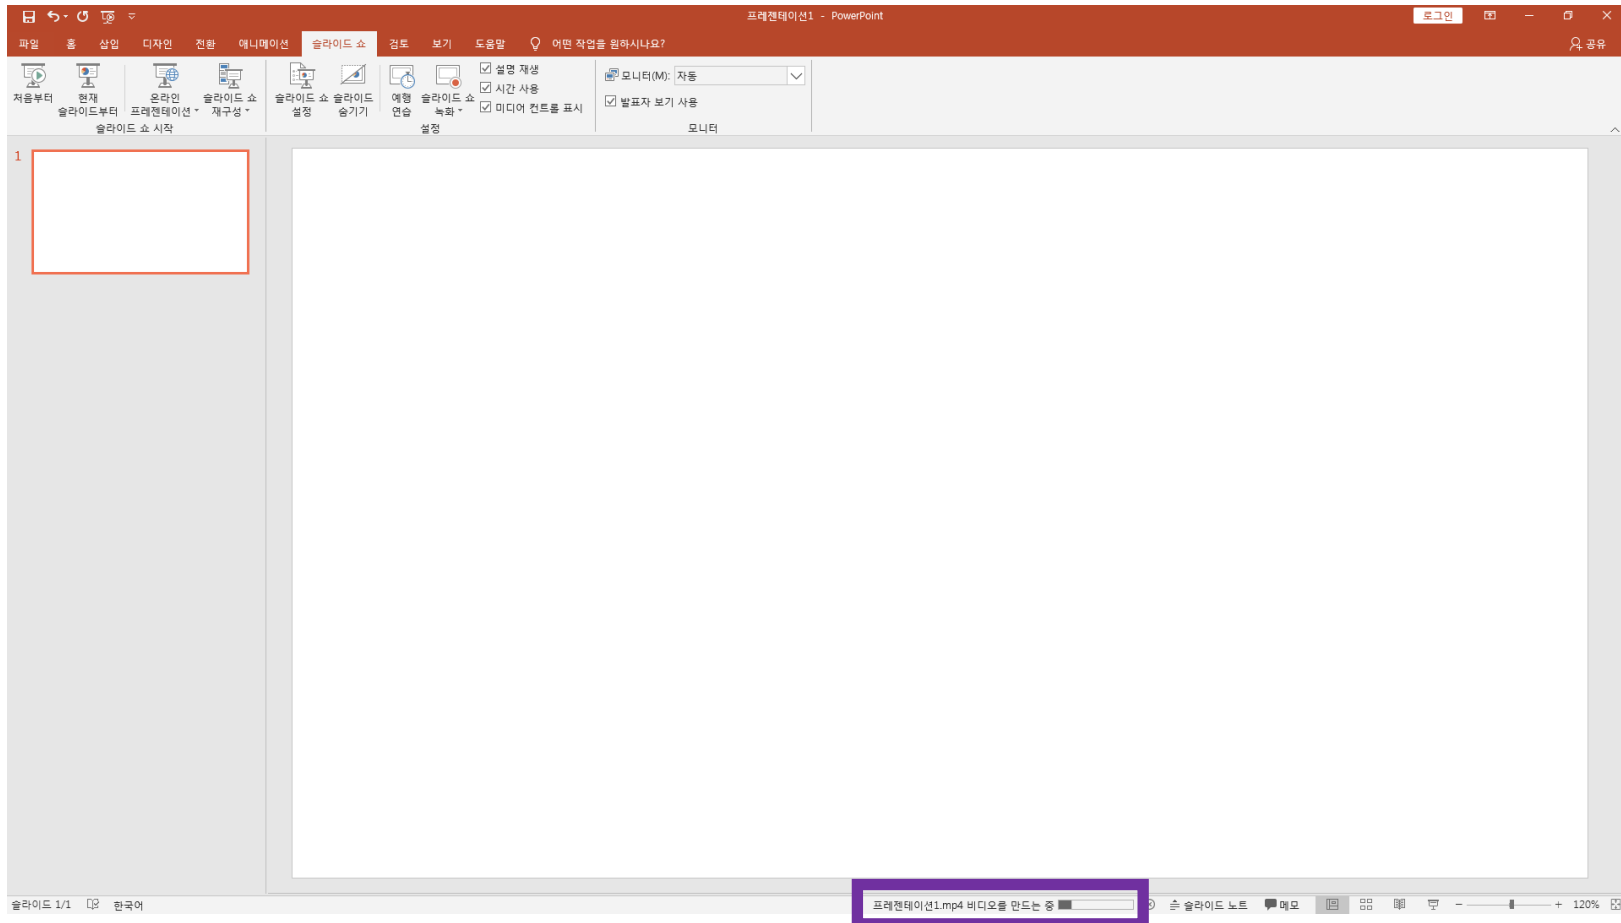 프레젠테이션1 - PowerPoint
로그인
파일 홈 삽입 디자인 전환 애니메이션 슬라이드 쇼 검토 보기 도움말 어떤 작업을 원하시나요? 공유
처음부터
현재
슬라이드부터
온라인
프레젠테이션
슬라이드 쇼
재구성
슬라이드 쇼 시작
슬라이드 쇼
설정
슬라이드
숨기기
예행
연습
슬라이드 쇼
녹화
설명 재생
시간 사용
미디어 컨트롤 표시
설정
모니터(M): 자동
발표자 보기 사용
모니터
1
슬라이드 1/1 한국어 프레젠테이션1.mp4 비디오를 만드는 중 슬라이드 노트 메모 - + 120%